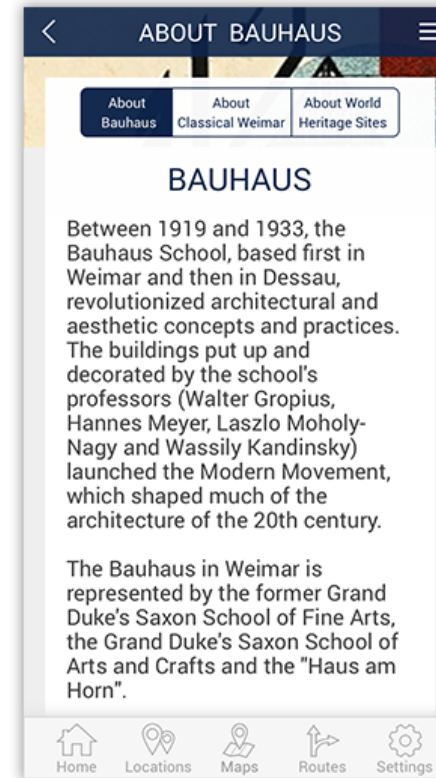 ABOUT BAUHAUS
About
Bauhaus
About
Classical Weimar
About World
Heritage Sites
BAUHAUS
Between 1919 and 1933, the
Bauhaus School, based first in
Weimar and then in Dessau,
revolutionized architectural and
aesthetic concepts and practices.
The buildings put up and
decorated by the school's
professors (Walter Gropius,
Hannes Meyer, Laszlo Moholy-
Nagy and Wassily Kandinsky)
launched the Modern Movement,
which shaped much of the
architecture of the 20th century.
The Bauhaus in Weimar is
represented by the former Grand
Duke's Saxon School of Fine Arts,
the Grand Duke's Saxon School of
Arts and Crafts and the "Haus am
Horn".
Home Locations Maps Routes Settings